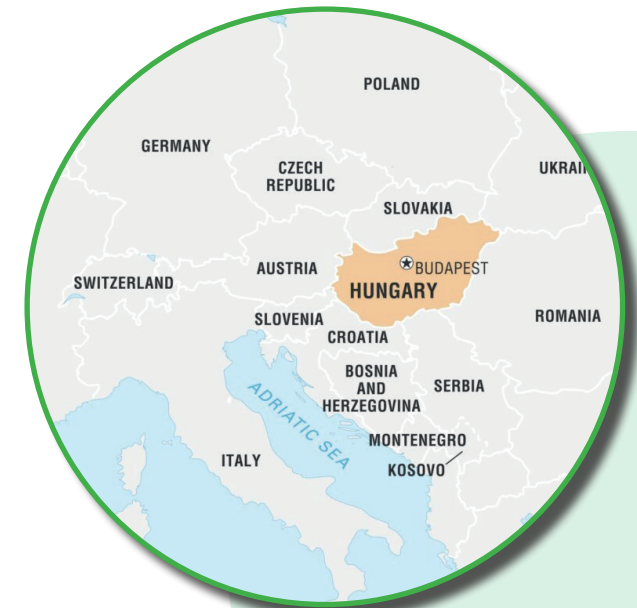 POLAND
GERMANY
CZECH
REPUBLIC
UKRAI
SLOVAKIA
BUDAPEST
AUSTRIA
SWITZERLAND
HUNGARY
SLOVENIA
ROMANIA
CROATIA
BOSNIA
AND
HERZEGOVINA
SERBIA
ADRIATIC SEA
MONTENEGRO
ITALY
KOSOVO